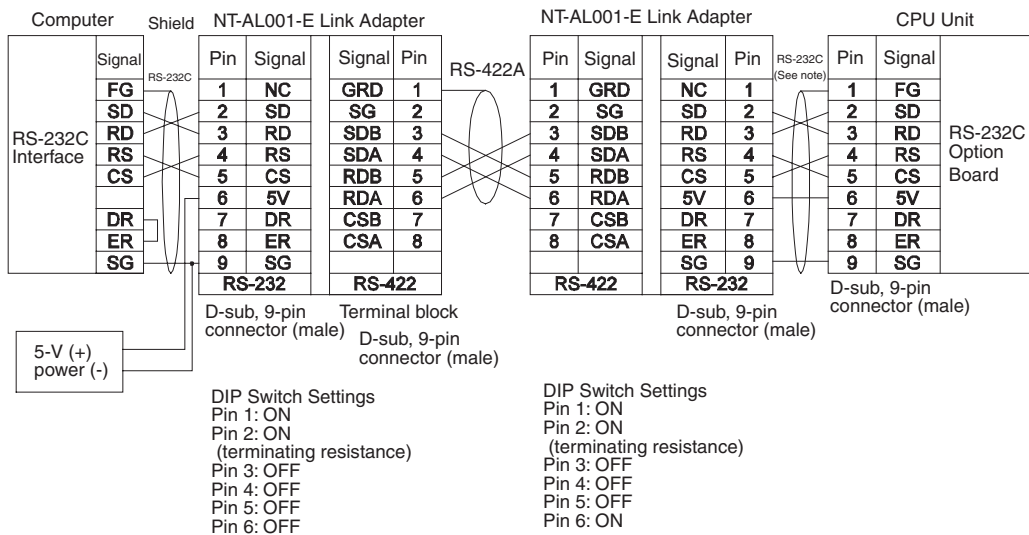 Computer Shield NT-AL001-E Link Adapter NT-AL001-E Link Adapter CPU Unit
Signal Pin Signal Signal Pin Pin Signal Signal Pin Pin Signal
RS-232C RS-422A RS-232C
(See note)
FG 1 NC GRD 1 1 GRD NC 1 1 FG
SD 2 SD SG 2 2 SG SD 2 2 SD
RD 3 RD SDB 3 3 SDB RD 3 3 RD
RS 4 RS SDA 4 4 SDA RS 4 4 RS
CS 5 CS RDB 5 5 RDB CS 5 5 CS
6 5V RDA 6 6 RDA 5V 6 6 5V
DR 7 DR CSB 7 7 CSB DR 7 7 DR
ER 8 ER CSA 8 8 CSA ER 8 8 ER
SG 9 SG SG 9 9 SG
RS-232C
Interface
RS-232C
Option
Board
RS-232 RS-422 RS-422 RS-232
D-sub, 9-pin
connector (male)
Terminal block
D-sub, 9-pin
connector (male)
D-sub, 9-pin
connector (male)
D-sub, 9-pin
connector (male)
5-V (+)
power (-)
DIP Switch Settings
Pin 1: ON
Pin 2: ON
(terminating resistance)
Pin 3: OFF
Pin 4: OFF
Pin 5: OFF
Pin 6: OFF
DIP Switch Settings
Pin 1: ON
Pin 2: ON
(terminating resistance)
Pin 3: OFF
Pin 4: OFF
Pin 5: OFF
Pin 6: ON